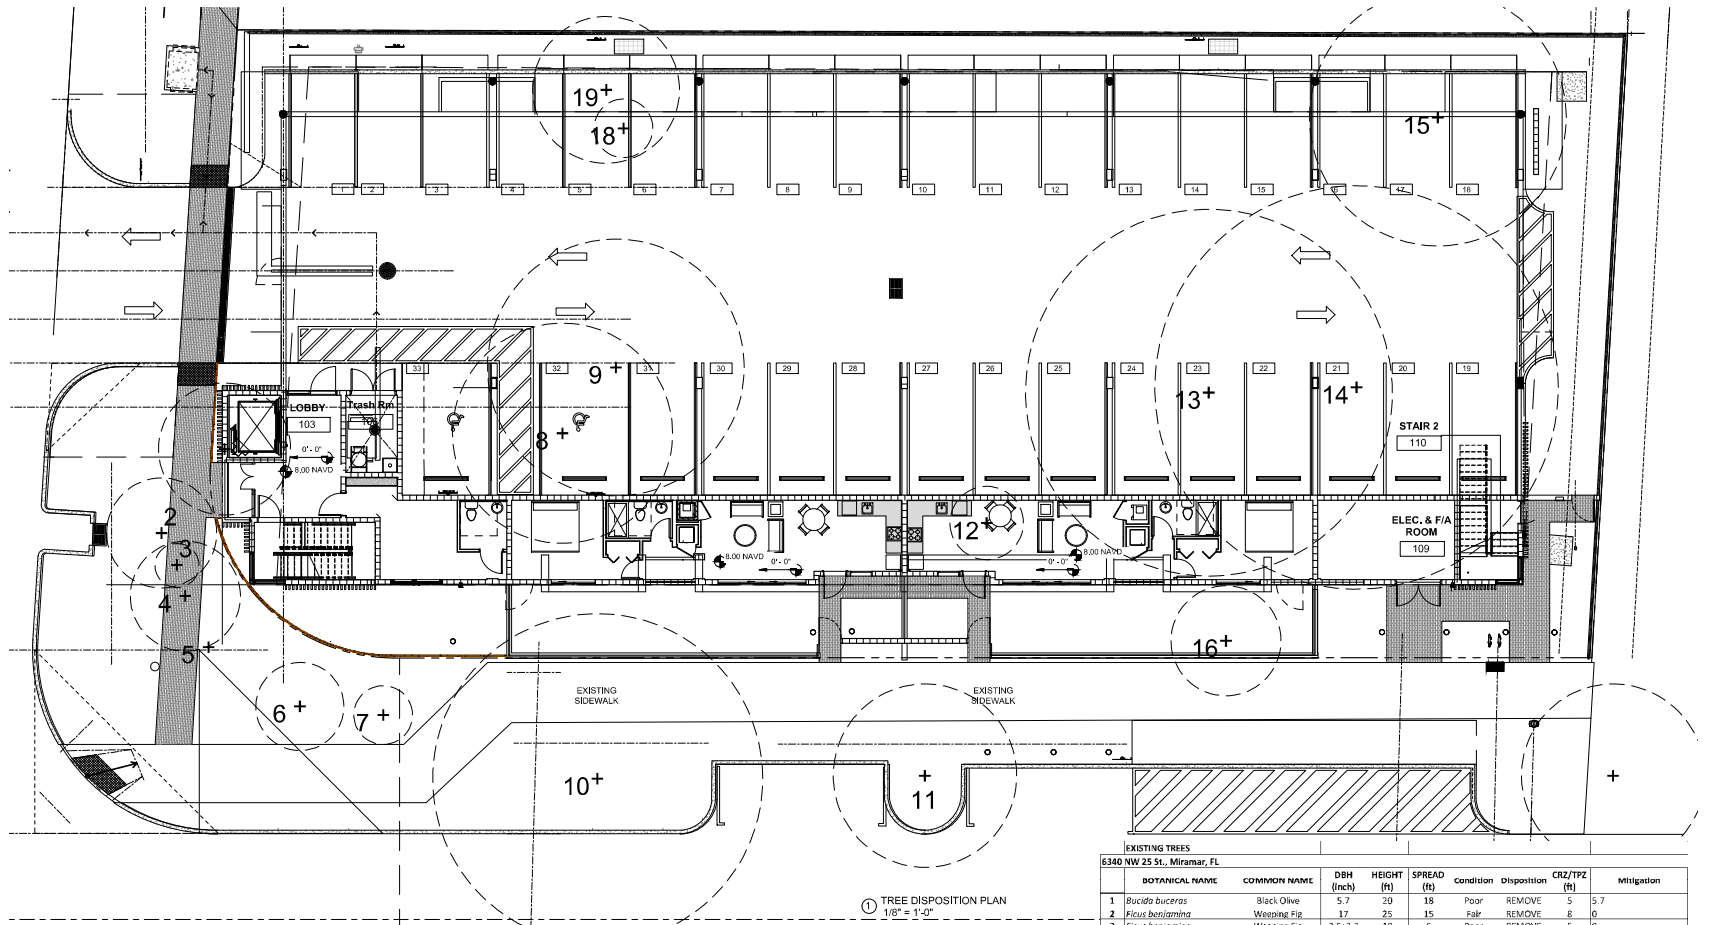 19
18
15
1
2
3
4
5
6
7
8
9
10
11
12
13
14
15
16
17
18
33
32
31
30
29
28
27
26
25
24
23
22
21
20
19
9
8
13
14
LOBBY
103
Trash Rm
0' - 0"
8.00 NAVD
STAIR 2
110
2
3
4
5
12
8.00 NAVD
0' - 0"
8.00 NAVD
0' - 0"
ELEC. & F/A
ROOM
109
16
6
7
EXISTING
SIDEWALK
EXISTING
SIDEWALK
10
11
1 TREE DISPOSITION PLAN
1/8" = 1'-0"
EXISTING TREES
6340 NW 25 St., Miramar, FL
BOTANICAL NAME COMMON NAME DBH (inch) HEIGHT (ft) SPREAD (ft) Condition Disposition CRZ/TPZ (ft) Mitigation
1 Bucida buceras Black Olive 5.7 20 18 Poor REMOVE 5 5.7
2 Ficus benjamina Weeping Fig 17 25 15 Fair REMOVE 8 0